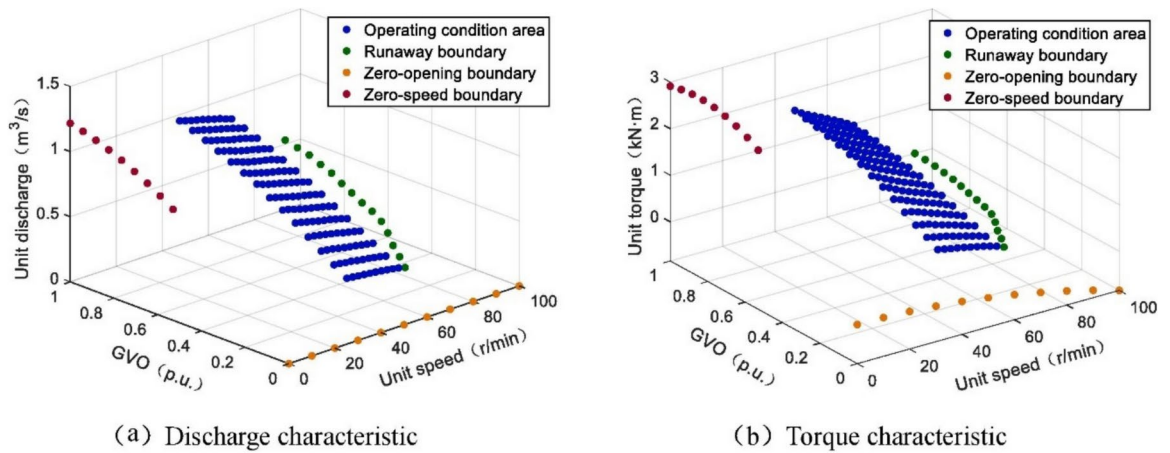 Operating condition area
Runaway boundary
Zero-opening boundary
Zero-speed boundary
Unit discharge（m³/s）
1.5
1
0.5
0
1
0.8
0.6
0.4
0.2
0
GVO（p.u.）
0
20
40
60
80
100
Unit speed（r/min）
(a) Discharge characteristic
Operating condition area
Runaway boundary
Zero-opening boundary
Zero-speed boundary
Unit torque（kN·m）
3
2
1
0
1
0.8
0.6
0.4
0.2
0
GVO（p.u.）
0
20
40
60
80
100
Unit speed（r/min）
(b) Torque characteristic